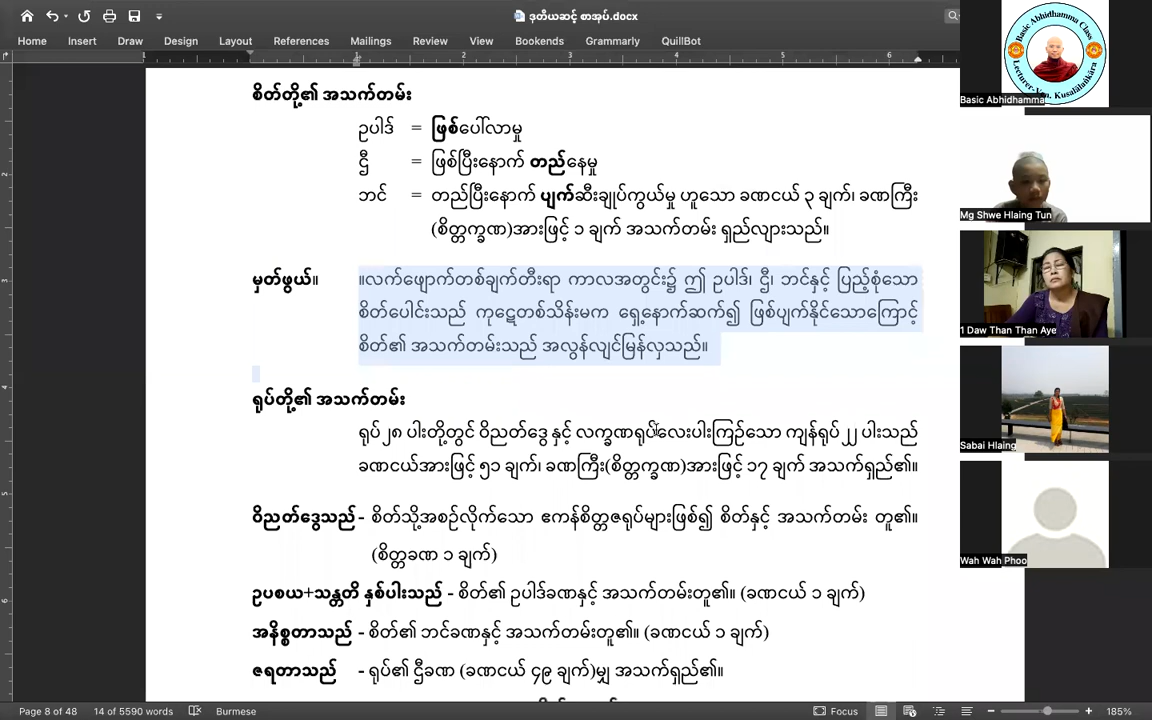 ဒုတိယဆင့် စာအုပ်.docx
Home Insert Draw Design Layout References Mailings Review View Bookends Grammarly QuillBot
စိတ်တို့၏ အသက်တမ်း
ဥပါဒ် = ဖြစ်ပေါ်လာမှု
ဋီ = ဖြစ်ပြီးနောက် တည်နေမှု
ဘင် = တည်ပြီးနောက် ပျက်ဆီးချုပ်ကွယ်မှု ဟူသော ခဏငယ် ၃ ချက်၊ ခဏကြီး
(စိတ္တက္ခဏ)အားဖြင့် ၁ ချက် အသက်တမ်း ရှည်လျားသည်။
မှတ်ဖွယ်။ ။လက်ဖျောက်တစ်ချက်တီးရာ ကာလအတွင်း၌ ဤ ဥပါဒ်၊ ဋီ၊ ဘင်နှင့် ပြည့်စုံသော
စိတ်ပေါင်းသည် ကုဋေတစ်သိန်းမက ရှေ့နောက်ဆက်၍ ဖြစ်ပျက်နိုင်သောကြောင့်
စိတ်၏ အသက်တမ်းသည် အလွန်လျင်မြန်လှသည်။
ရုပ်တို့၏ အသက်တမ်း
ရုပ်၂၈ ပါးတို့တွင် ဝိညတ်ဒွေ နှင့် လက္ခဏရုပ်လေးပါးကြဉ်သော ကျန်ရုပ်၂၂ ပါးသည်
ခဏငယ်အားဖြင့် ၅၁ ချက်၊ ခဏကြီး(စိတ္တက္ခဏ)အားဖြင့် ၁၇ ချက် အသက်ရှည်၏။
ဝိညတ်ဒွေသည် - စိတ်သို့အစဉ်လိုက်သော ဧကန်စိတ္တဇရုပ်များဖြစ်၍ စိတ်နှင့် အသက်တမ်း တူ၏။
(စိတ္တခဏ ၁ ချက်)
ဥပစယ+သန္တတိ နှစ်ပါးသည် - စိတ်၏ ဥပါဒ်ခဏနှင့် အသက်တမ်းတူ၏။ (ခဏငယ် ၁ ချက်)
အနိစ္စတာသည် - စိတ်၏ ဘင်ခဏနှင့် အသက်တမ်းတူ၏။ (ခဏငယ် ၁ ချက်)
ဇရတာသည် - ရုပ်၏ ဋီခဏ (ခဏငယ် ၄၉ ချက်)မျှ အသက်ရှည်၏။
Page 8 of 48 14 of 5590 words Burmese Focus 185%
Basic Abhidhamma Class
Lecturer-Ven. Kusalālaṅkāra
Basic Abhidhamma
Mg Shwe Hlaing Tun
1 Daw Than Than Aye
Sabai Hlaing
Wah Wah Phoo